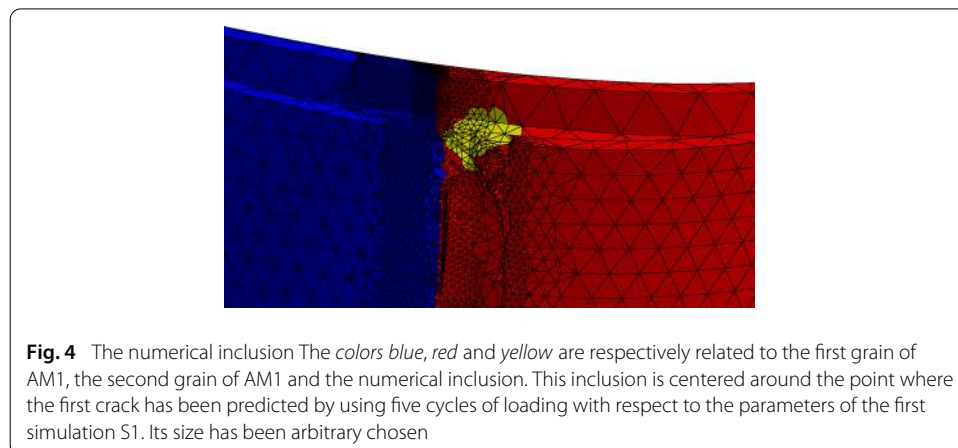 Fig. 4 The numerical inclusion The colors blue, red and yellow are respectively related to the first grain of
AM1, the second grain of AM1 and the numerical inclusion. This inclusion is centered around the point where
the first crack has been predicted by using five cycles of loading with respect to the parameters of the first
simulation S1. Its size has been arbitrary chosen